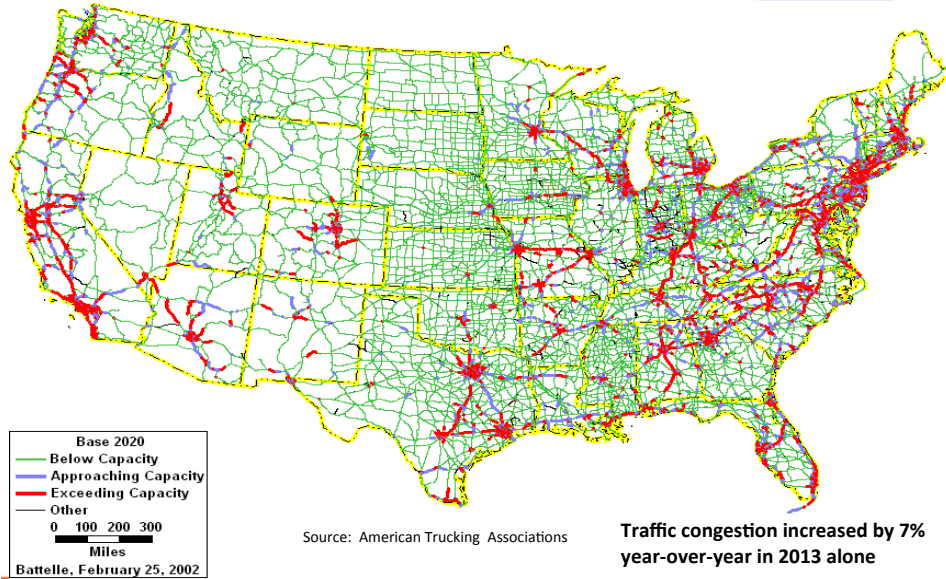 Base 2020
Below Capacity
Approaching Capacity
Exceeding Capacity
Other
0 100 200 300
Miles
Battelle, February 25, 2002
Source: American Trucking Associations
Traffic congestion increased by 7%
year-over-year in 2013 alone